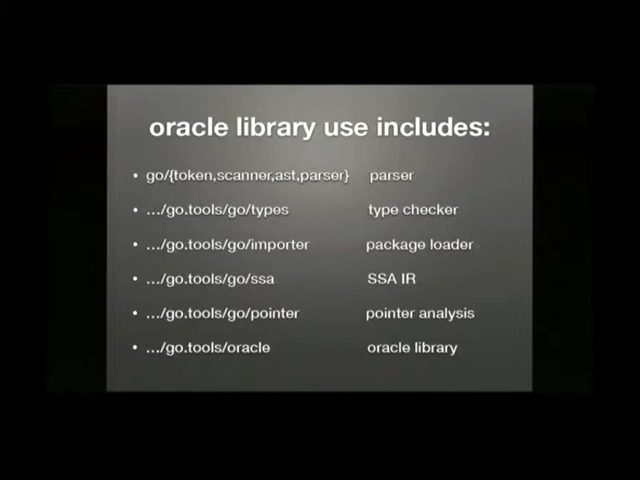 oracle library use includes:
• go/{token,scanner,ast,parser} parser
• .../go.tools/go/types type checker
• .../go.tools/go/importer package loader
• .../go.tools/go/ssa SSA IR
• .../go.tools/go/pointer pointer analysis
• .../go.tools/oracle oracle library